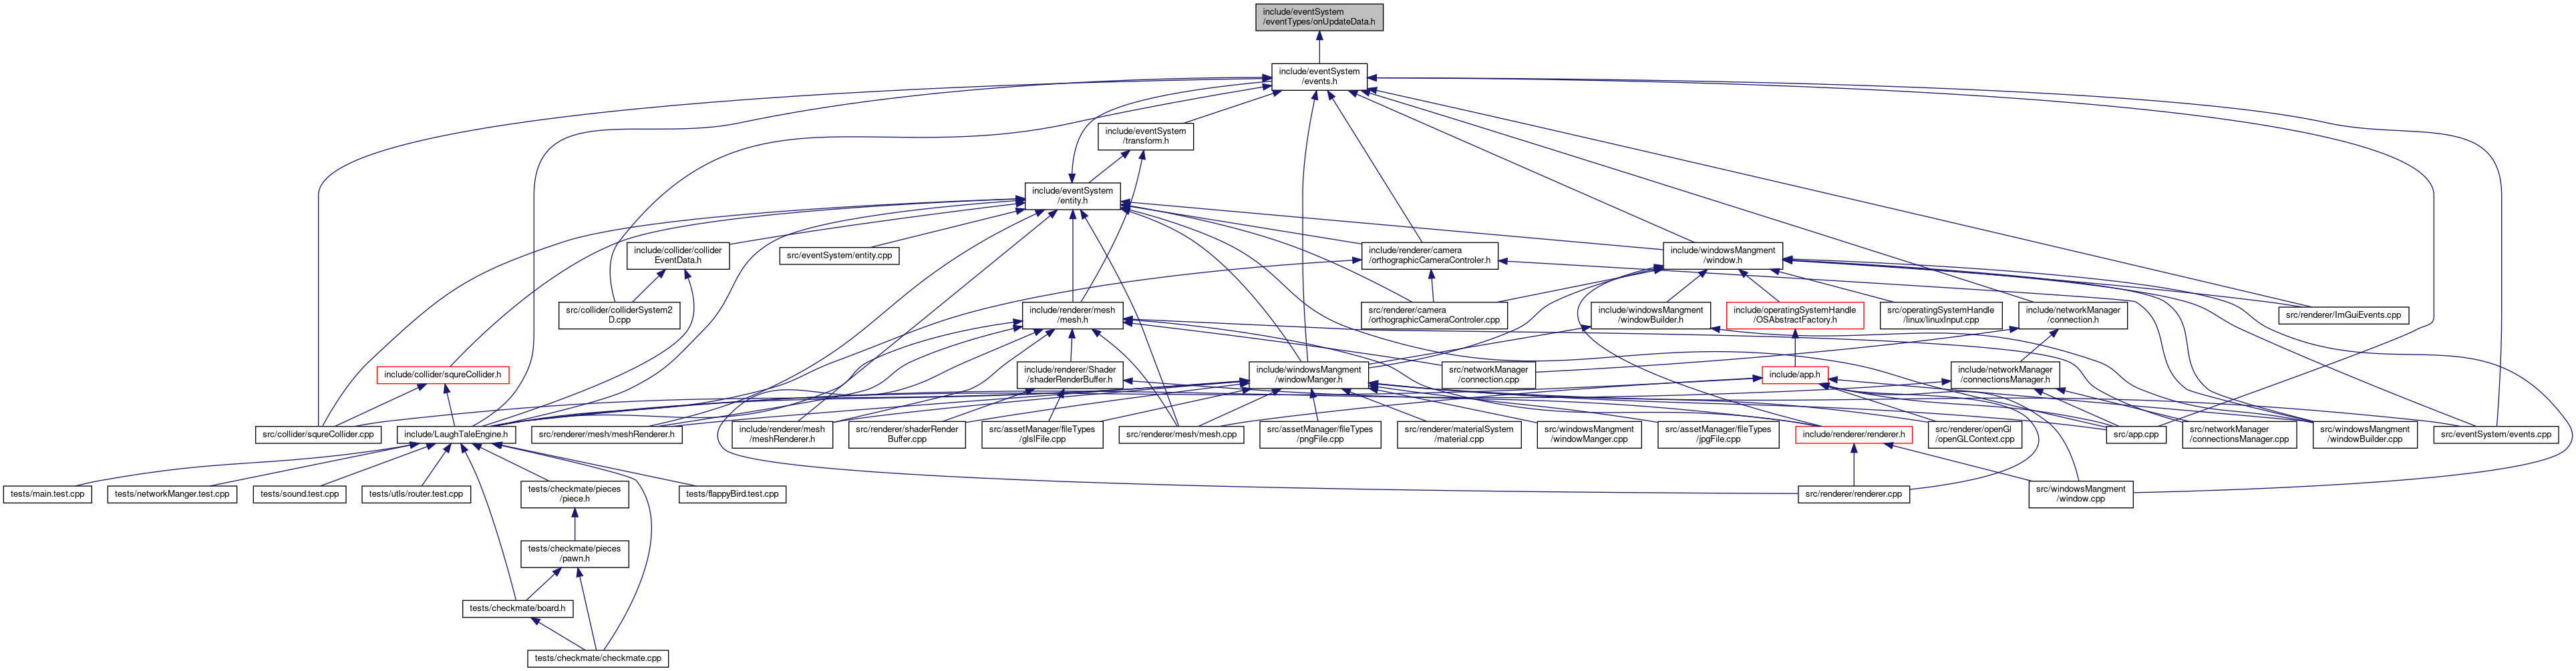 include/eventSystem
/eventTypes/onUpdateData.h
include/eventSystem
/events.h
include/eventSystem
/transform.h
include/eventSystem
/entity.h
include/collider/collider
EventData.h
src/eventSystem/entity.cpp
include/renderer/camera
/orthographicCameraControler.h
include/windowsMangment
/window.h
src/collider/colliderSystem2
D.cpp
include/renderer/mesh
/mesh.h
src/renderer/camera
/orthographicCameraControler.cpp
include/windowsMangment
/windowBuilder.h
include/operatingSystemHandle
/OSAbstractFactory.h
src/operatingSystemHandle
/linux/linuxInput.cpp
include/networkManager
/connection.h
src/renderer/ImGuiEvents.cpp
include/collider/squreCollider.h
include/renderer/Shader
/shaderRenderBuffer.h
include/windowsMangment
/windowManger.h
src/networkManager
/connection.cpp
include/app.h
include/networkManager
/connectionsManager.h
src/collider/squreCollider.cpp
include/LaughTaleEngine.h
src/renderer/mesh/meshRenderer.h
include/renderer/mesh
/meshRenderer.h
src/renderer/shaderRender
Buffer.cpp
src/assetManager/fileTypes
/glslFile.cpp
src/renderer/mesh/mesh.cpp
src/assetManager/fileTypes
/pngFile.cpp
src/renderer/materialSystem
/material.cpp
src/windowsMangment
/windowManger.cpp
src/assetManager/fileTypes
/jpgFile.cpp
include/renderer/renderer.h
src/renderer/openGl
/openGLContext.cpp
src/app.cpp
src/networkManager
/connectionsManager.cpp
src/windowsMangment
/windowBuilder.cpp
src/eventSystem/events.cpp
tests/main.test.cpp
tests/networkManger.test.cpp
tests/sound.test.cpp
tests/utls/router.test.cpp
tests/checkmate/pieces
/piece.h
tests/flappyBird.test.cpp
src/renderer/renderer.cpp
src/windowsMangment
/window.cpp
tests/checkmate/pieces
/pawn.h
tests/checkmate/board.h
tests/checkmate/checkmate.cpp